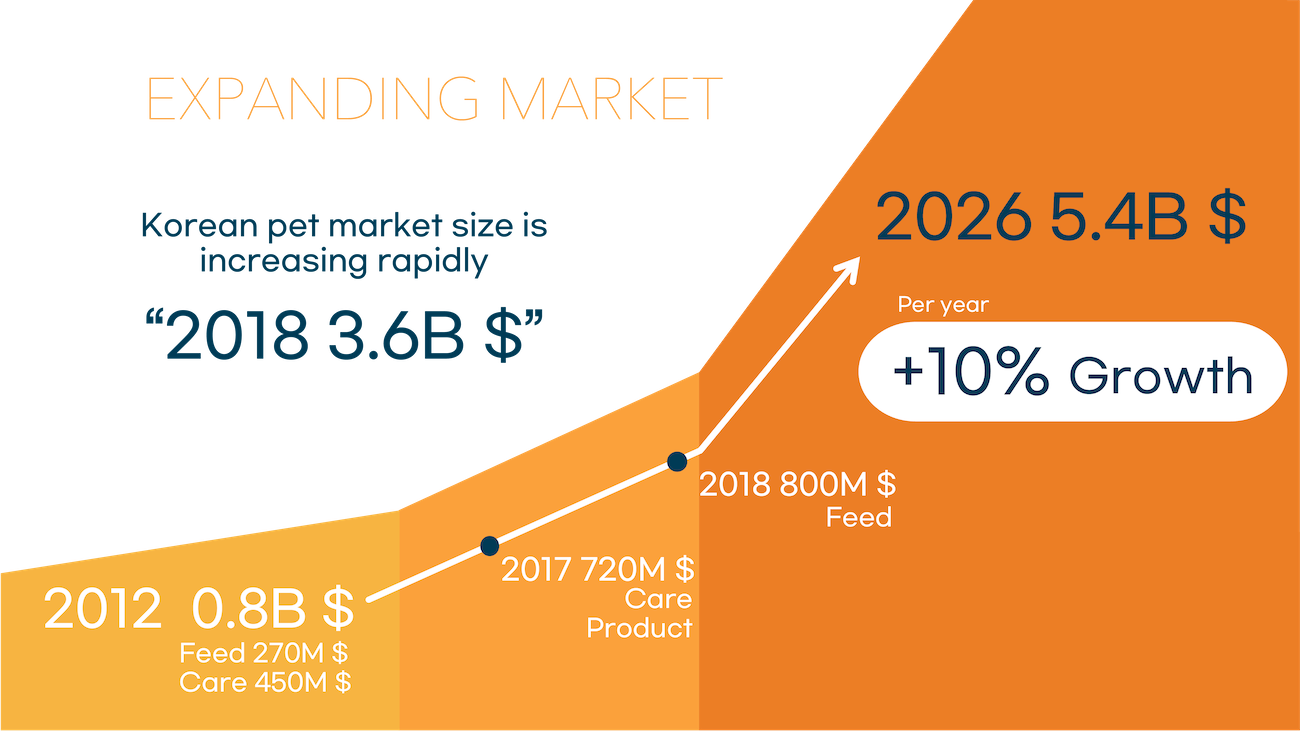 EXPANDING MARKET
Korean pet market size is
increasing rapidly
“2018 3.6B $”
2026 5.4B $
Per year
+10% Growth
2018 800M $
Feed
2017 720M $
Care
Product
2012 0.8B $
Feed 270M $
Care 450M $